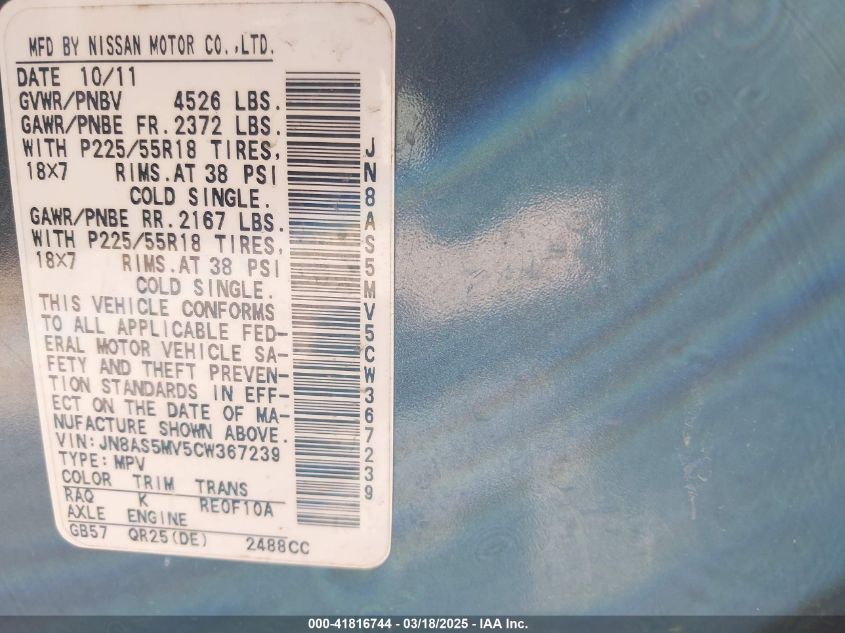 MFD BY NISSAN MOTOR CO.,LTD.
DATE 10/11
GVWR/PNBV 4526 LBS.
GAWR/PNBE FR.2372 LBS.
WITH P225/55R18 TIRES,
18X7 RIMS.AT 38 PSI
COLD SINGLE.
GAWR/PNBE RR.2167 LBS.
WITH P225/55R18 TIRES,
18X7 RIMS.AT 38 PSI
COLD SINGLE.
THIS VEHICLE CONFORMS
TO ALL APPLICABLE FED-
ERAL MOTOR VEHICLE SA-
FETY AND THEFT PREVEN-
TION STANDARDS IN EFF-
ECT ON THE DATE OF MA-
NUFACTURE SHOWN ABOVE.
VIN:JN8AS5MV5CW367239
TYPE:MPV
COLOR TRIM TRANS
RAQ K RE0F10A
AXLE ENGINE
GB57 QR25(DE) 2488CC
JN8AS5MV5CW367239
000-41816744 — 03/18/2025 — IAA Inc.